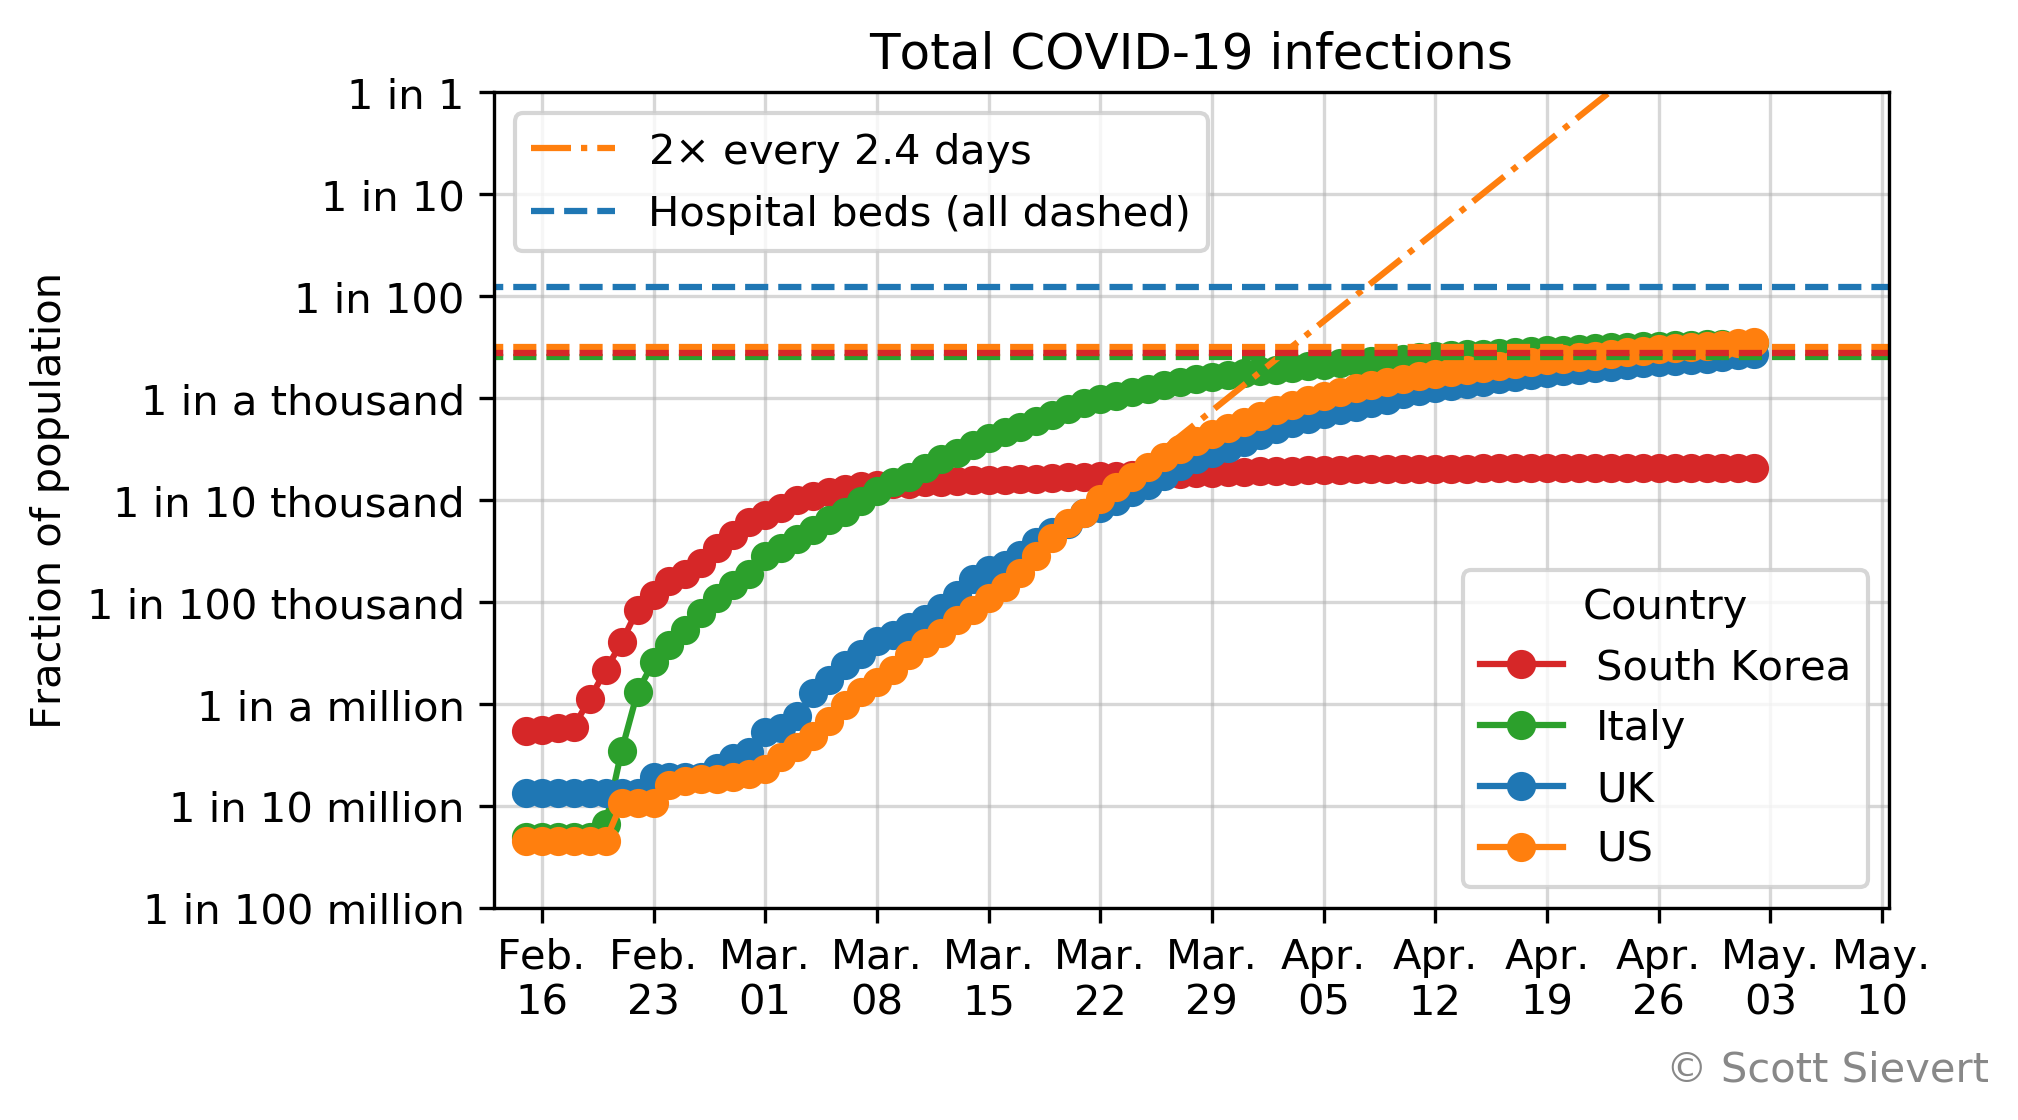 Total COVID-19 infections
1 in 1
1 in 10
1 in 100
1 in a thousand
1 in 10 thousand
1 in 100 thousand
1 in a million
1 in 10 million
1 in 100 million
Fraction of population
2× every 2.4 days
Hospital beds (all dashed)
Country
South Korea
Italy
UK
US
Feb. Feb. Mar. Mar. Mar. Mar. Mar. Apr. Apr. Apr. Apr. May. May.
16 23 01 08 15 22 29 05 12 19 26 03 10
© Scott Sievert